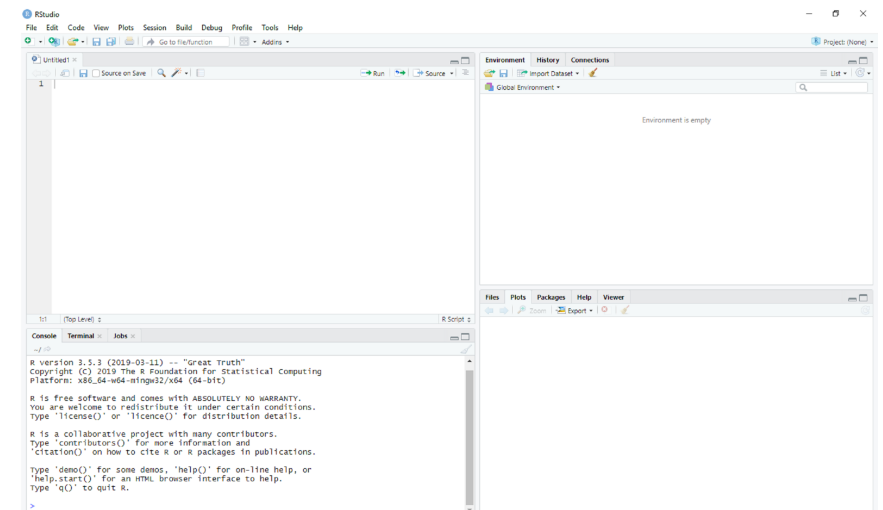 RStudio
File Edit Code View Plots Session Build Debug Profile Tools Help
Go to file/function Addins Project: (None)
Untitled1
Source on Save Run Source
1
1:1 (Top Level) R Script
Console Terminal Jobs
~/
R version 3.5.3 (2019-03-11) -- "Great Truth"
Copyright (C) 2019 The R Foundation for Statistical Computing
Platform: x86_64-w64-mingw32/x64 (64-bit)
R is free software and comes with ABSOLUTELY NO WARRANTY.
You are welcome to redistribute it under certain conditions.
Type 'license()' or 'licence()' for distribution details.
R is a collaborative project with many contributors.
Type 'contributors()' for more information and
'citation()' on how to cite R or R packages in publications.
Type 'demo()' for some demos, 'help()' for on-line help, or
'help.start()' for an HTML browser interface to help.
Type 'q()' to quit R.
>
Environment History Connections
Import Dataset List
Global Environment
Environment is empty
Files Plots Packages Help Viewer
Zoom Export